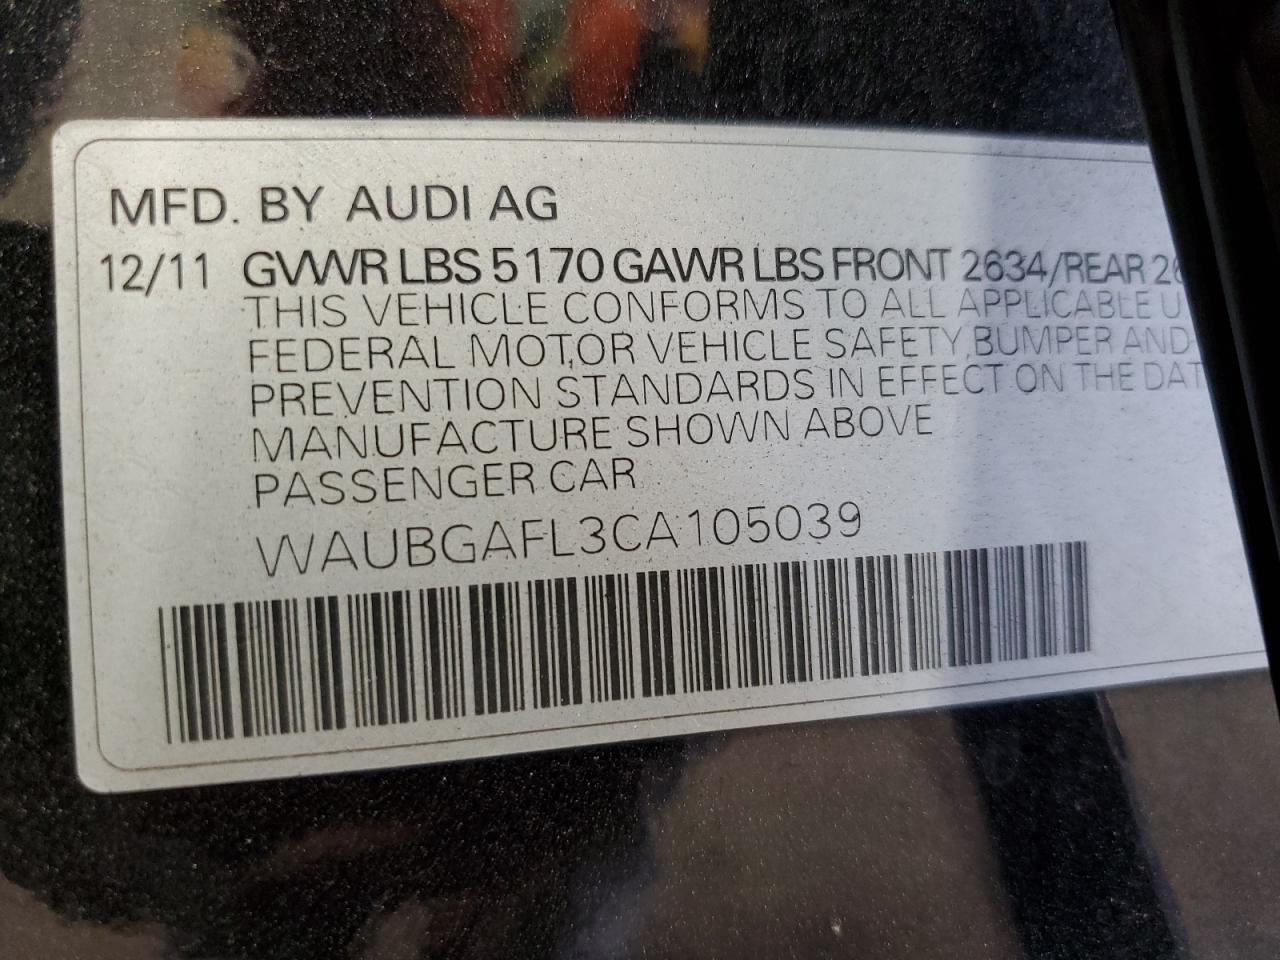 MFD. BY AUDI AG
12/11 GVWR LBS 5170 GAWR LBS FRONT 2634/REAR
THIS VEHICLE CONFORMS TO ALL APPLICABLE
FEDERAL MOTOR VEHICLE SAFETY, BUMPER AND
PREVENTION STANDARDS IN EFFECT ON THE
MANUFACTURE SHOWN ABOVE
PASSENGER CAR
WAUBGAFL3CA105039